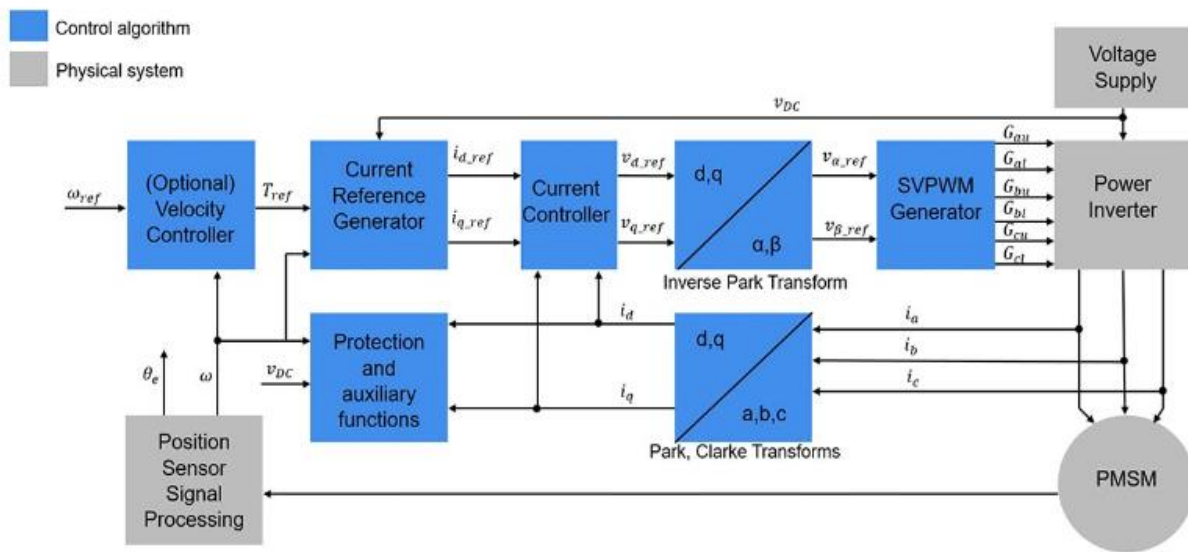 Control algorithm
Physical system
Voltage
Supply
v_DC
ω_ref
(Optional)
Velocity
Controller
T_ref
Current
Reference
Generator
i_d_ref
i_q_ref
Current
Controller
v_d_ref
v_q_ref
d,q
α,β
Inverse Park Transform
v_α_ref
v_β_ref
SVPWM
Generator
G_au
G_al
G_bu
G_bl
G_cu
G_cl
Power
Inverter
θ_e
ω
v_DC
Protection
and
auxiliary
functions
i_d
i_q
d,q
a,b,c
Park, Clarke Transforms
i_a
i_b
i_c
Position
Sensor
Signal
Processing
PMSM